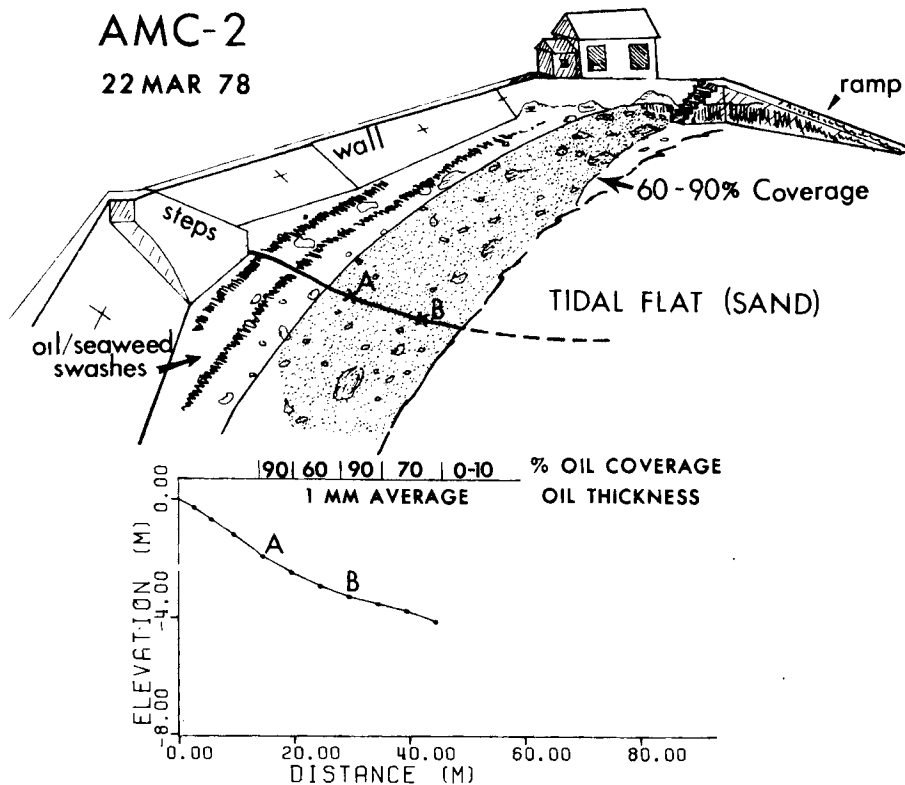 AMC-2
22 MAR 78
ramp
wall
60-90% Coverage
steps
A
B
TIDAL FLAT (SAND)
oil/seaweed
swashes
|90|60|90|70|0-10 % OIL COVERAGE
1 MM AVERAGE OIL THICKNESS
0.00
A
B
-4.00
-8.00
ELEVATION (M)
0.00 20.00 40.00 60.00 80.00
DISTANCE (M)